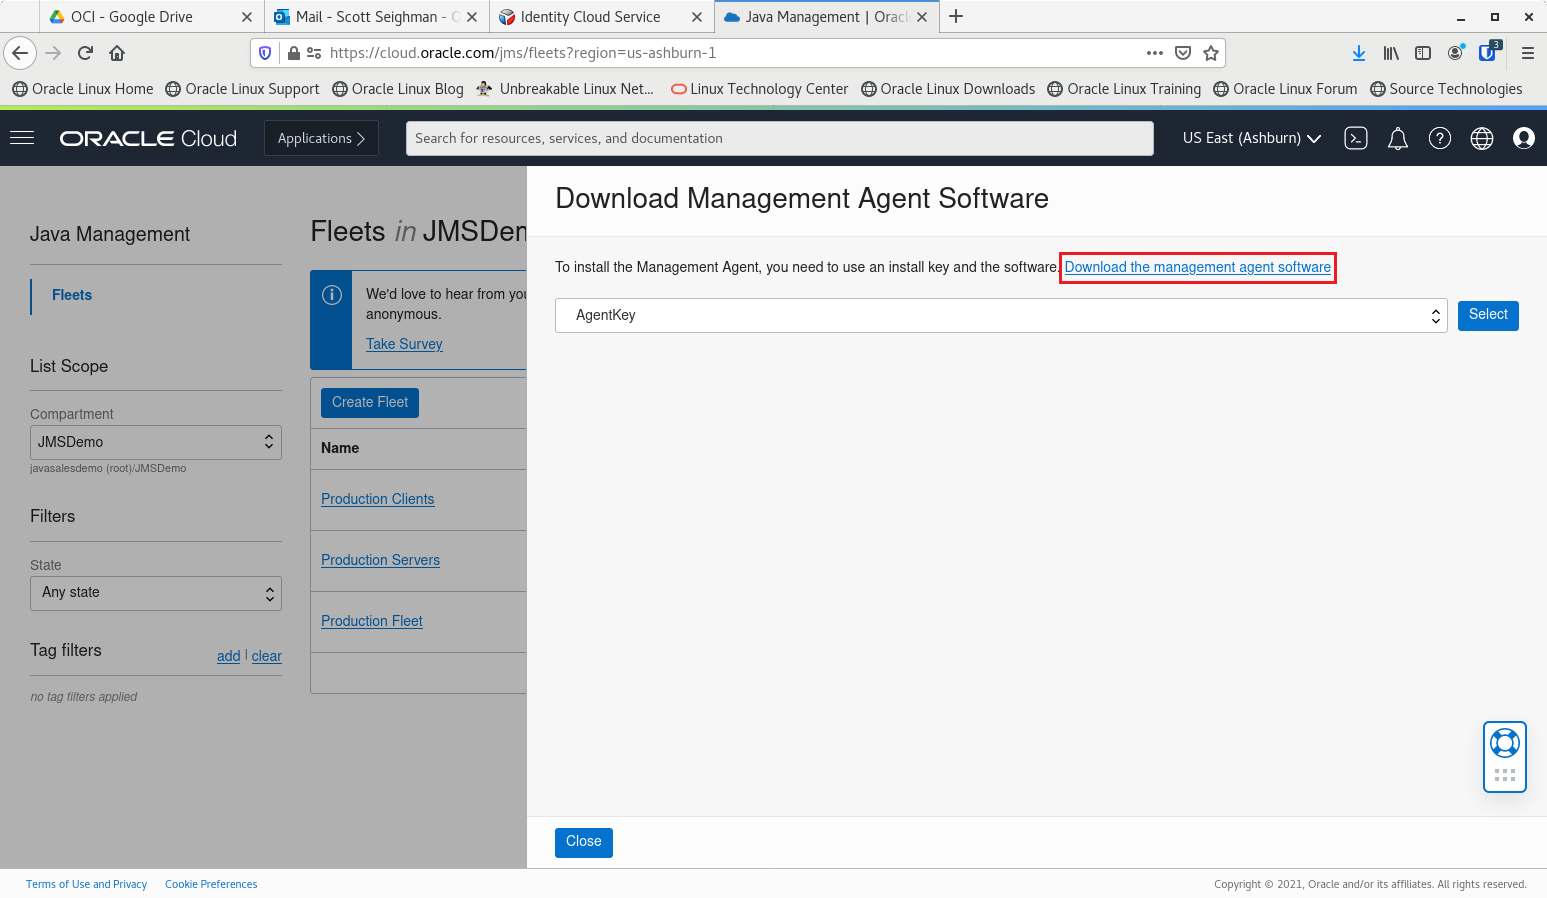 OCI - Google Drive
Mail - Scott Seighman - O
Identity Cloud Service
Java Management | Oracl
https://cloud.oracle.com/jms/fleets?region=us-ashburn-1
3
Oracle Linux Home
Oracle Linux Support
Oracle Linux Blog
Unbreakable Linux Net...
Linux Technology Center
Oracle Linux Downloads
Oracle Linux Training
Oracle Linux Forum
Source Technologies
ORACLE Cloud
Applications
Search for resources, services, and documentation
US East (Ashburn)
Java Management
Fleets
List Scope
Compartment
JMSDemo
javasalesdemo (root)/JMSDemo
Filters
State
Any state
Tag filters
add | clear
no tag filters applied
Fleets in JMSDem
We'd love to hear from you
anonymous.
Take Survey
Create Fleet
Name
Production Clients
Production Servers
Production Fleet
Download Management Agent Software
To install the Management Agent, you need to use an install key and the software. Download the management agent software
AgentKey
Select
Close
Terms of Use and Privacy
Cookie Preferences
Copyright © 2021, Oracle and/or its affiliates. All rights reserved.